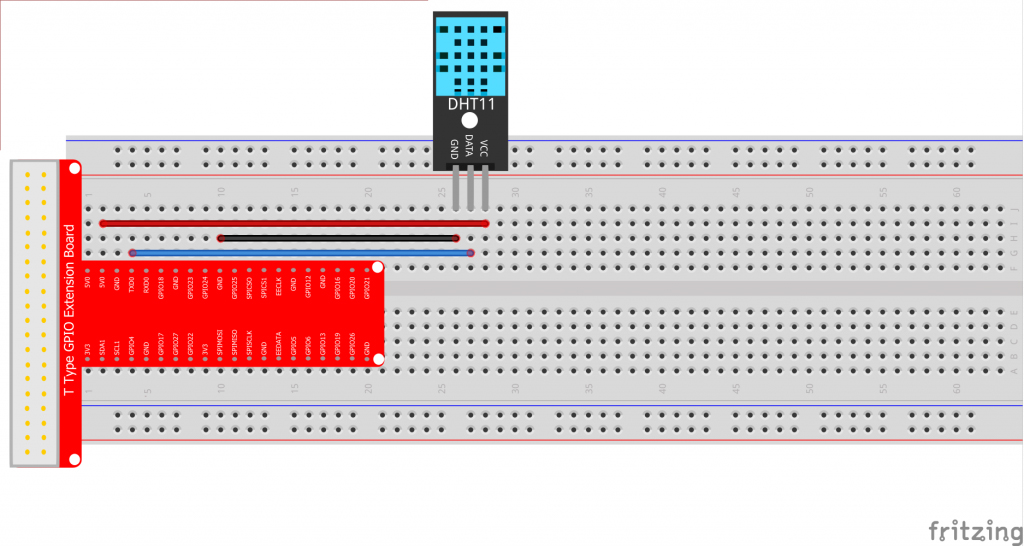 DHT11
GND DATA VCC
1 5 10 15 20 25 30 35 40 45 50 55 60
J
I
H
G
F
T Type GPIO Extension Board
5V0 5V0 GND TXD0 RXD0 GPIO18 GND GPIO23 GPIO24 GND GPIO25 SPICS0 SPICS1 EECLK GND GPIO12 GND GPIO16 GPIO20 GPIO21
3V3 SDA1 SCL1 GPIO4 GND GPIO17 GPIO27 GPIO22 3V3 SPIMOSI SPIMISO SPISCLK GND EEDATA GPIO5 GPIO6 GPIO13 GPIO19 GPIO26 GND
E
D
C
B
A
1 5 10 15 20 25 30 35 40 45 50 55 60
fritzing